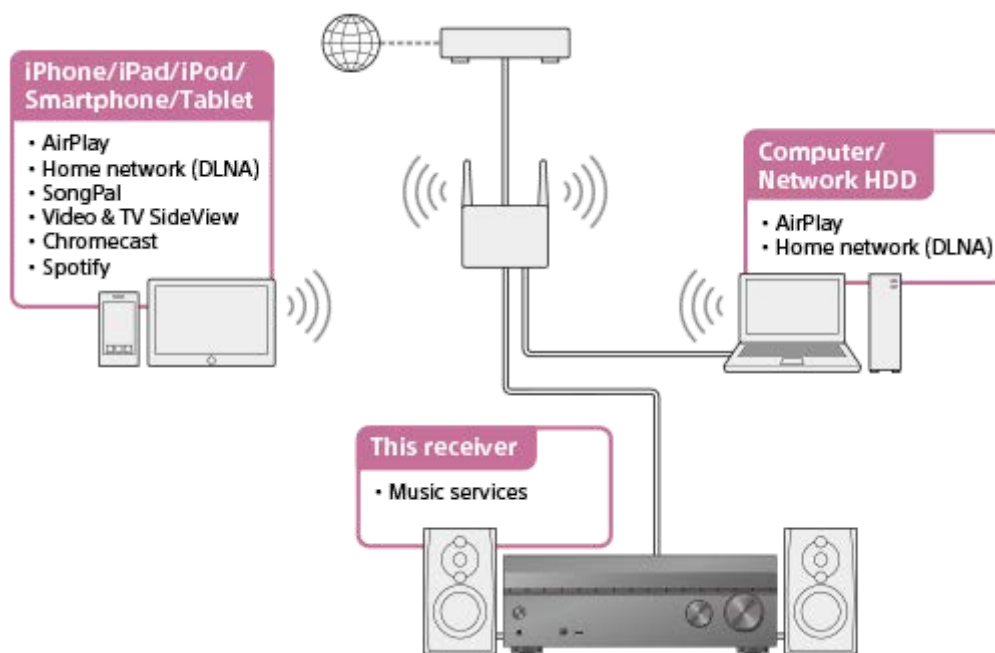 iPhone/iPad/iPod/
Smartphone/Tablet
・AirPlay
・Home network (DLNA)
・SongPal
・Video & TV SideView
・Chromecast
・Spotify
Computer/
Network HDD
・AirPlay
・Home network (DLNA)
This receiver
・Music services